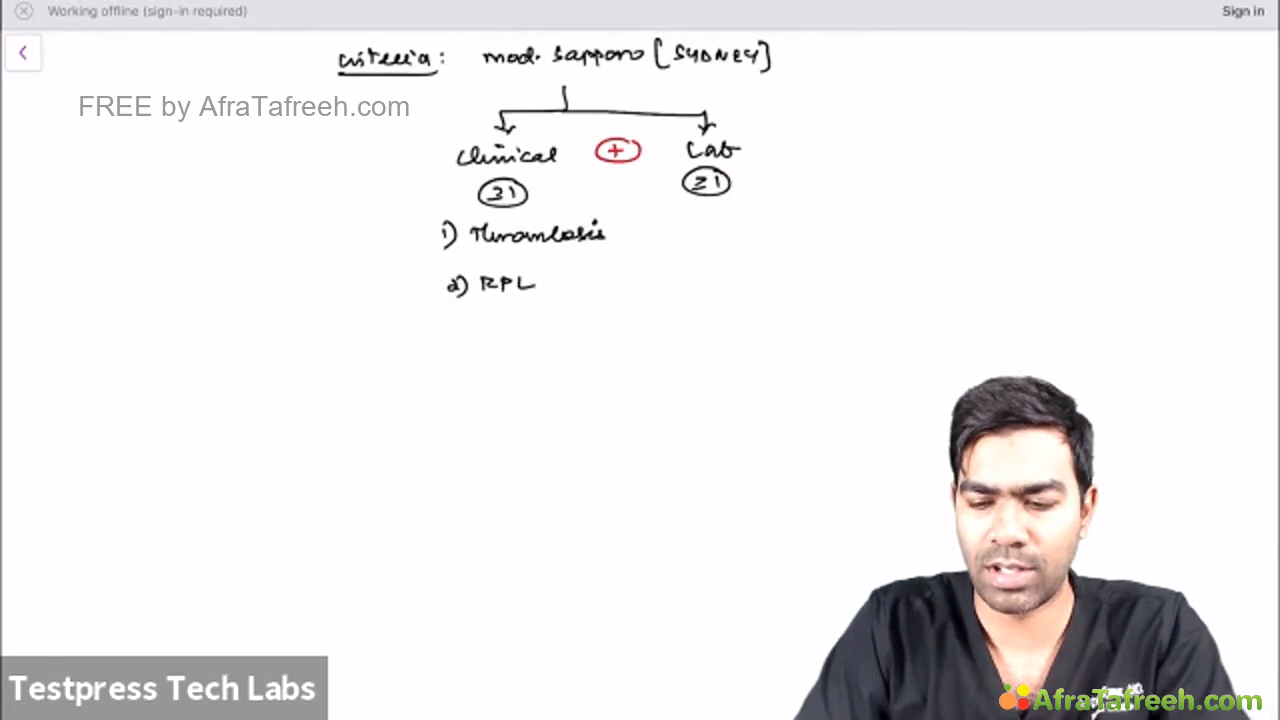 Working offline (sign-in required)
Sign in
criteria: mod. Sapporo [SYDNEY]
FREE by AfraTafreeh.com
Clinical + Lab
≥1 ≥1
1) Thrombosis
2) RPL
Testpress Tech Labs
AfraTafreeh.com